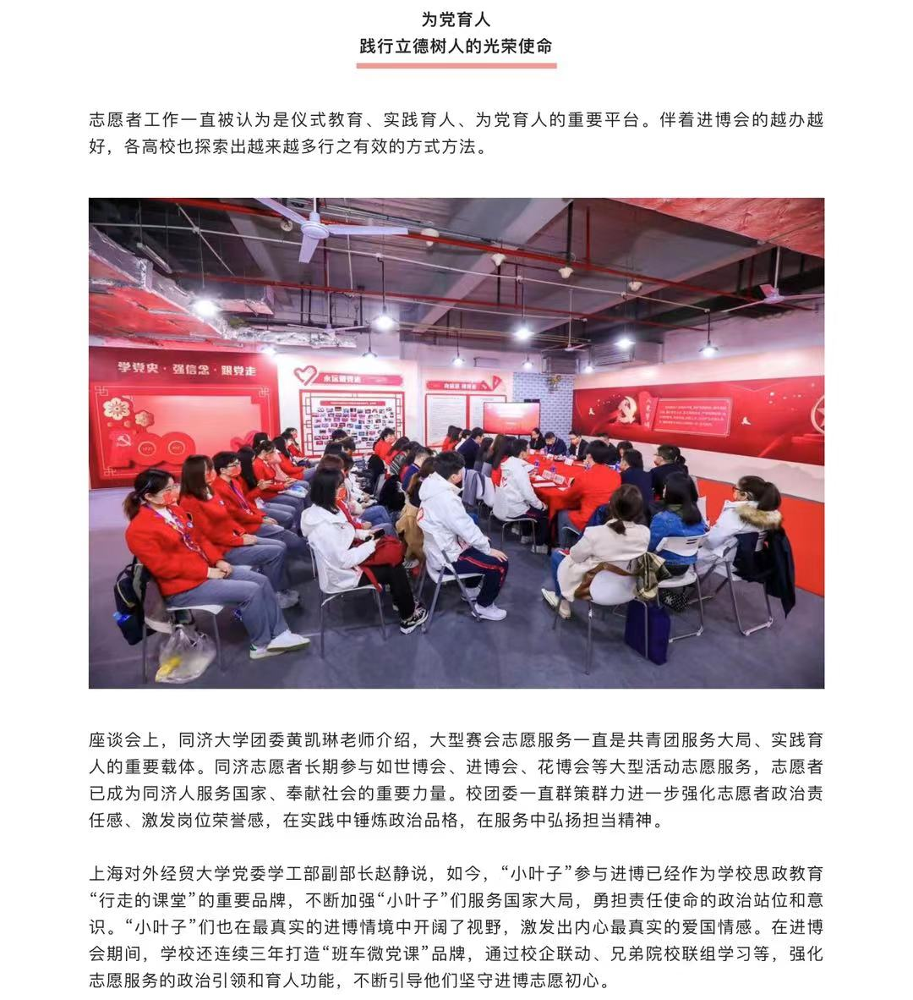 为党育人
践行立德树人的光荣使命
志愿者工作一直被认为是仪式教育、实践育人、为党育人的重要平台。伴着进博会的越办越
好，各高校也探索出越来越多行之有效的方式方法。
学党史·强信念·跟党走
永远跟党走
座谈会上，同济大学团委黄凯琳老师介绍，大型赛会志愿服务一直是共青团服务大局、实践育
人的重要载体。同济志愿者长期参与如世博会、进博会、花博会等大型活动志愿服务，志愿者
已成为同济人服务国家、奉献社会的重要力量。校团委一直群策群力进一步强化志愿者政治责
任感、激发岗位荣誉感，在实践中锤炼政治品格，在服务中弘扬担当精神。
上海对外经贸大学党委学工部副部长赵静说，如今，“小叶子”参与进博已经作为学校思政教育
“行走的课堂”的重要品牌，不断加强“小叶子”们服务国家大局，勇担责任使命的政治站位和意
识。“小叶子”们也在最真实的进博情境中开阔了视野，激发出内心最真实的爱国情感。在进博
会期间，学校还连续三年打造“班车微党课”品牌，通过校企联动、兄弟院校联组学习等，强化
志愿服务的政治引领和育人功能，不断引导他们坚守进博志愿初心。